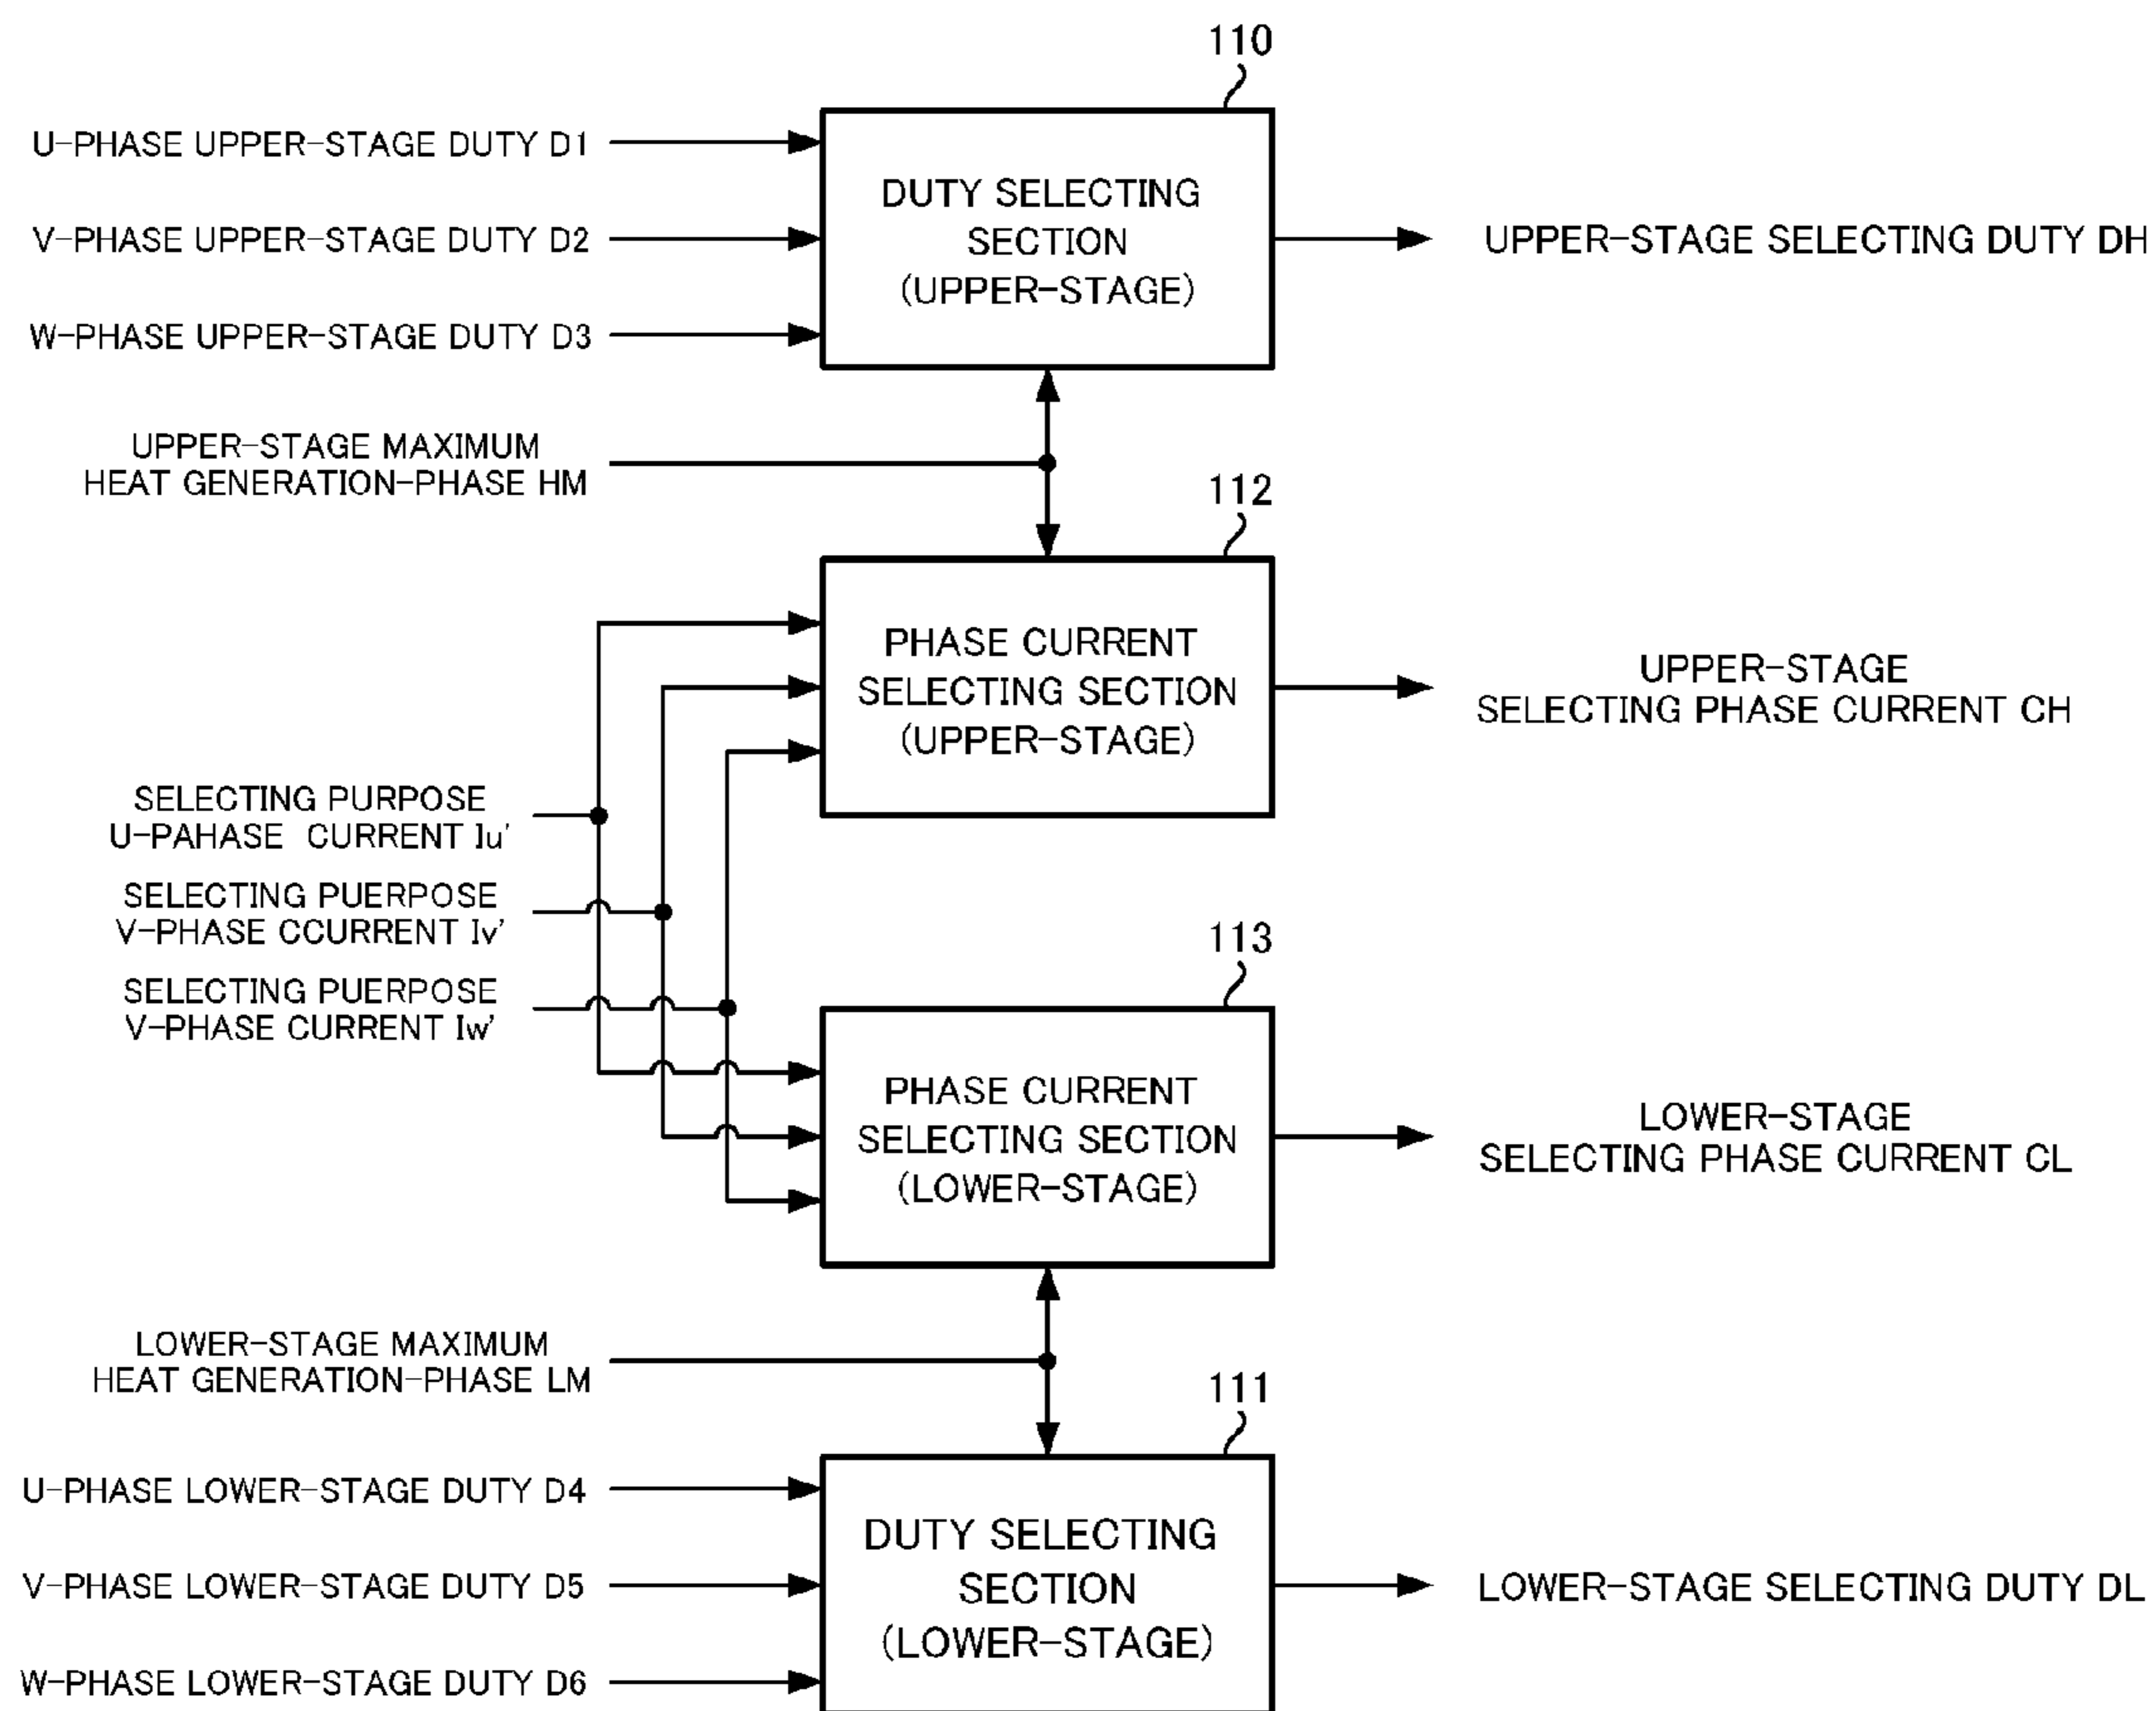 110
U-PHASE UPPER-STAGE DUTY D1
V-PHASE UPPER-STAGE DUTY D2
W-PHASE UPPER-STAGE DUTY D3
DUTY SELECTING
SECTION
(UPPER-STAGE)
UPPER-STAGE SELECTING DUTY DH
UPPER-STAGE MAXIMUM
HEAT GENERATION-PHASE HM
112
PHASE CURRENT
SELECTING SECTION
(UPPER-STAGE)
UPPER-STAGE
SELECTING PHASE CURRENT CH
SELECTING PURPOSE
U-PAHASE CURRENT Iu'
SELECTING PUERPOSE
V-PHASE CCURRENT Iv'
SELECTING PUERPOSE
V-PHASE CURRENT Iw'
113
PHASE CURRENT
SELECTING SECTION
(LOWER-STAGE)
LOWER-STAGE
SELECTING PHASE CURRENT CL
LOWER-STAGE MAXIMUM
HEAT GENERATION-PHASE LM
111
U-PHASE LOWER-STAGE DUTY D4
V-PHASE LOWER-STAGE DUTY D5
W-PHASE LOWER-STAGE DUTY D6
DUTY SELECTING
SECTION
(LOWER-STAGE)
LOWER-STAGE SELECTING DUTY DL